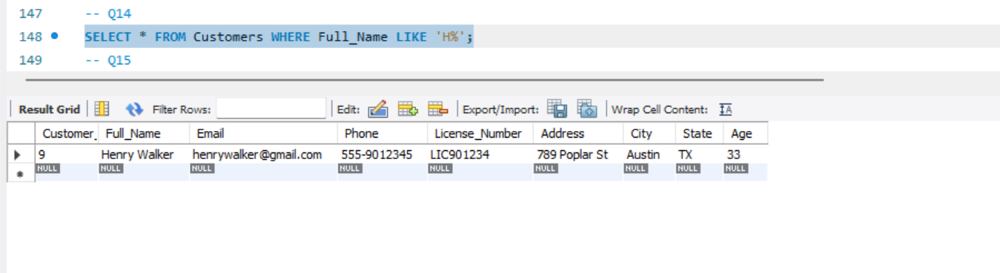 147 -- Q14
148 SELECT * FROM Customers WHERE Full_Name LIKE 'H%';
149 -- Q15
Result Grid Filter Rows: Edit: Export/Import: Wrap Cell Content: IA
Customer_ Full_Name Email Phone License_Number Address City State Age
9 Henry Walker henrywalker@gmail.com 555-9012345 LIC901234 789 Poplar St Austin TX 33
NULL NULL NULL NULL NULL NULL NULL NULL NULL